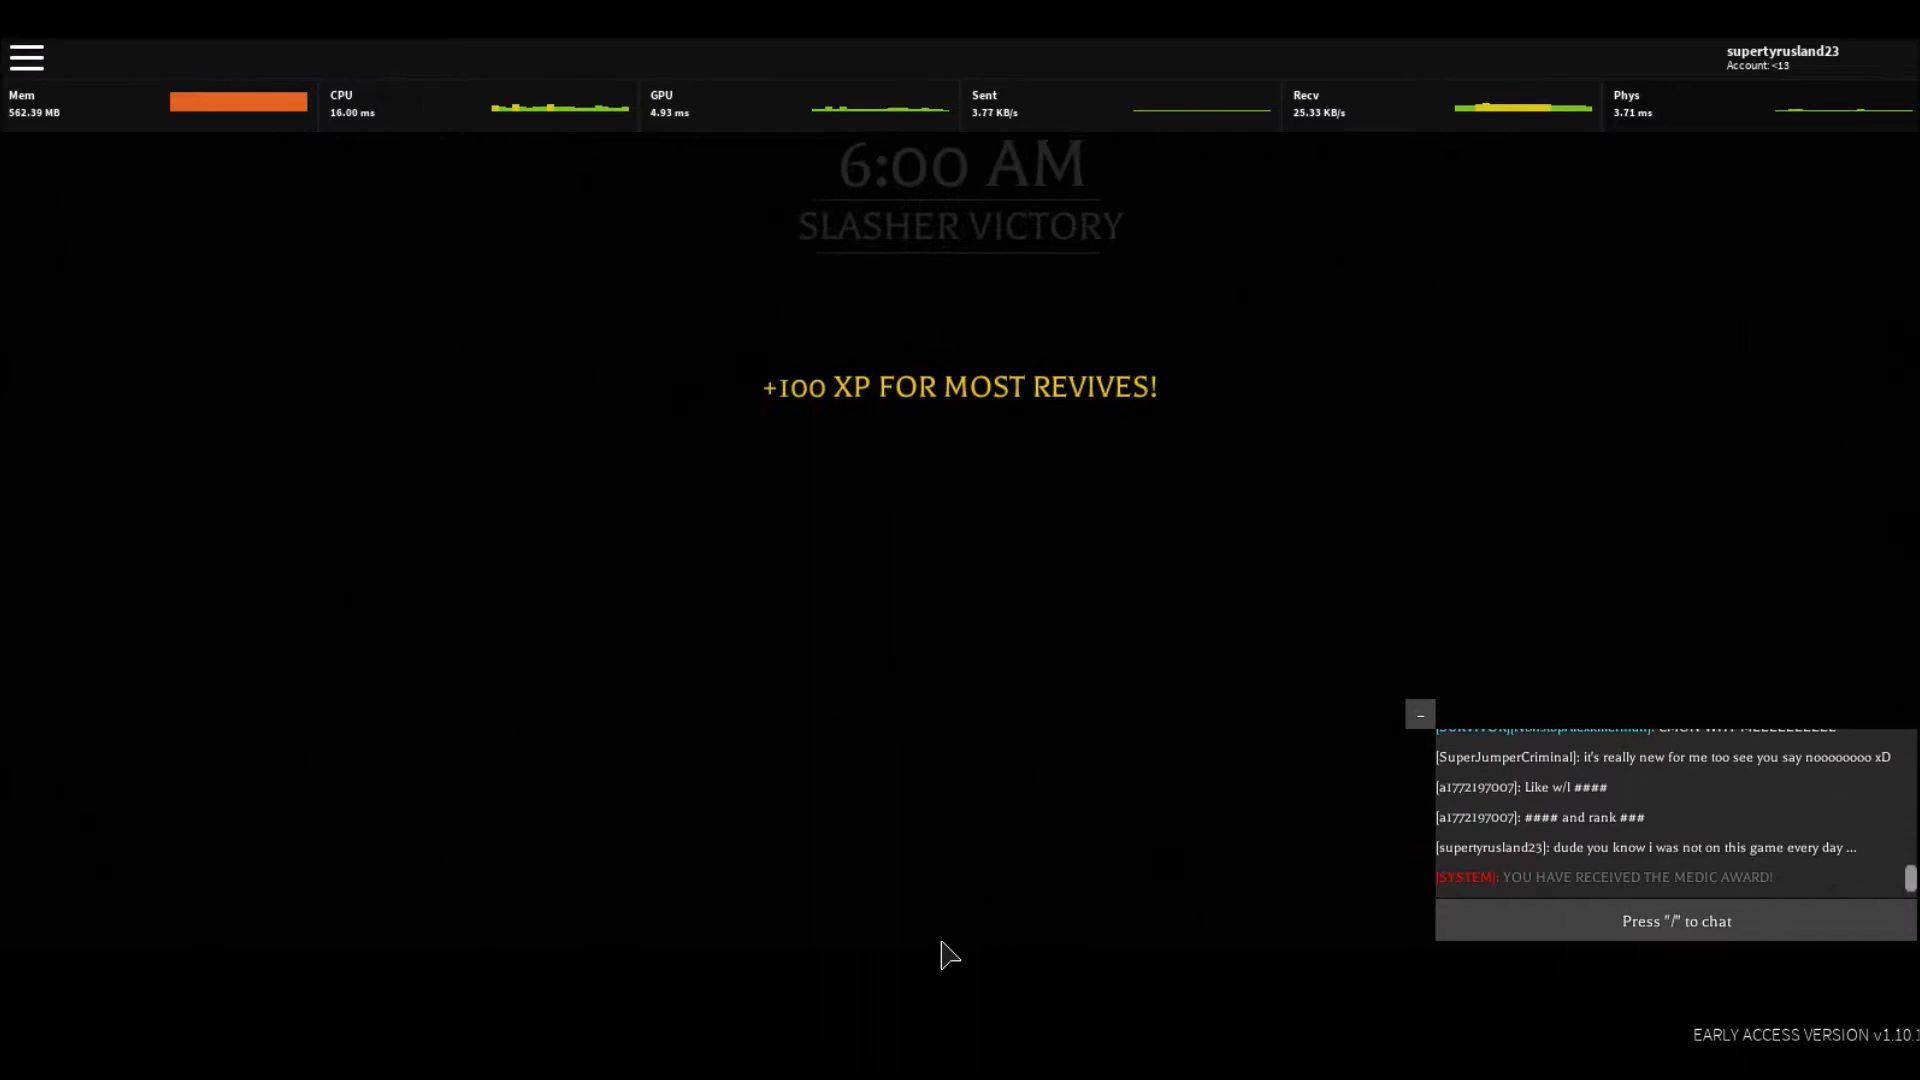 supertyrusland23
Account: <13
Mem
562.39 MB
CPU
16.00 ms
GPU
4.93 ms
Sent
3.77 KB/s
Recv
25.33 KB/s
Phys
3.71 ms
6:00 AM
SLASHER VICTORY
+100 XP FOR MOST REVIVES!
-
[SuperJumperCriminal]: it's really new for me too see you say noooooooo xD
[a1772197007]: Like w/l ####
[a1772197007]: #### and rank ###
[supertyrusland23]: dude you know i was not on this game every day ...
[SYSTEM]: YOU HAVE RECEIVED THE MEDIC AWARD!
Press "/" to chat
EARLY ACCESS VERSION v1.10.1